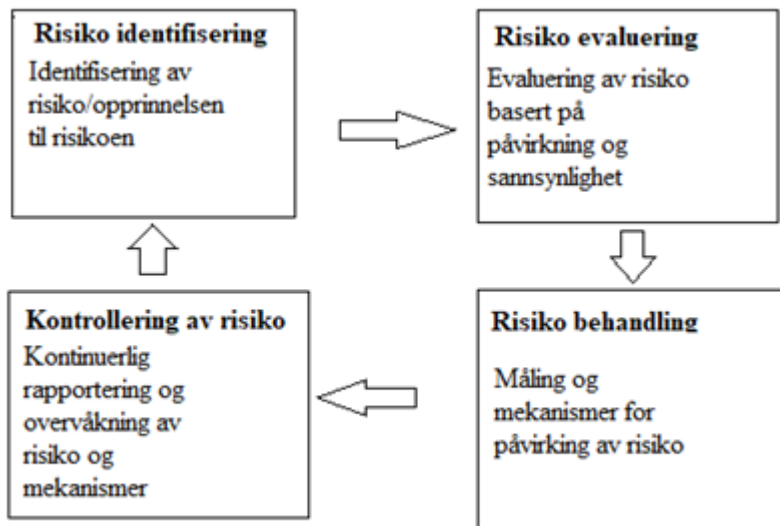 Risiko identifisering
Identifisering av
risiko/opprinnelsen
til risikoen
Risiko evaluering
Evaluering av risiko
basert på
påvirkning og
sannsynlighet
Kontrollering av risiko
Kontinuerlig
rapportering og
overvåkning av
risiko og
mekanismer
Risiko behandling
Måling og
mekanismer for
påvirking av risiko